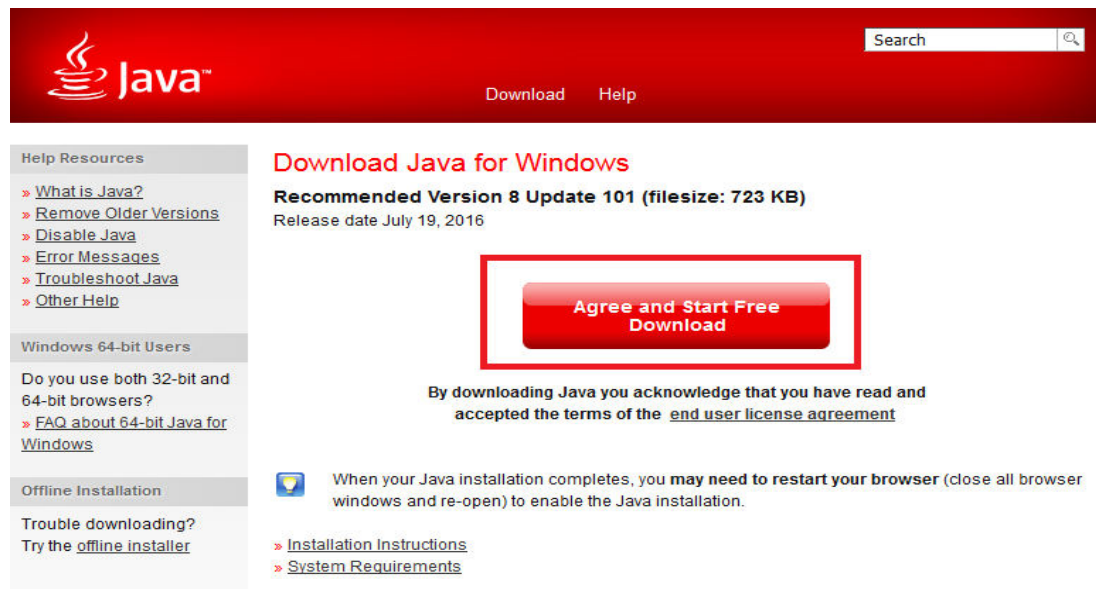 Java™
Search
Download Help
Help Resources
» What is Java?
» Remove Older Versions
» Disable Java
» Error Messages
» Troubleshoot Java
» Other Help
Windows 64-bit Users
Do you use both 32-bit and
64-bit browsers?
» FAQ about 64-bit Java for
Windows
Offline Installation
Trouble downloading?
Try the offline installer
Download Java for Windows
Recommended Version 8 Update 101 (filesize: 723 KB)
Release date July 19, 2016
Agree and Start Free
Download
By downloading Java you acknowledge that you have read and
accepted the terms of the end user license agreement
When your Java installation completes, you may need to restart your browser (close all browser
windows and re-open) to enable the Java installation.
» Installation Instructions
» System Requirements